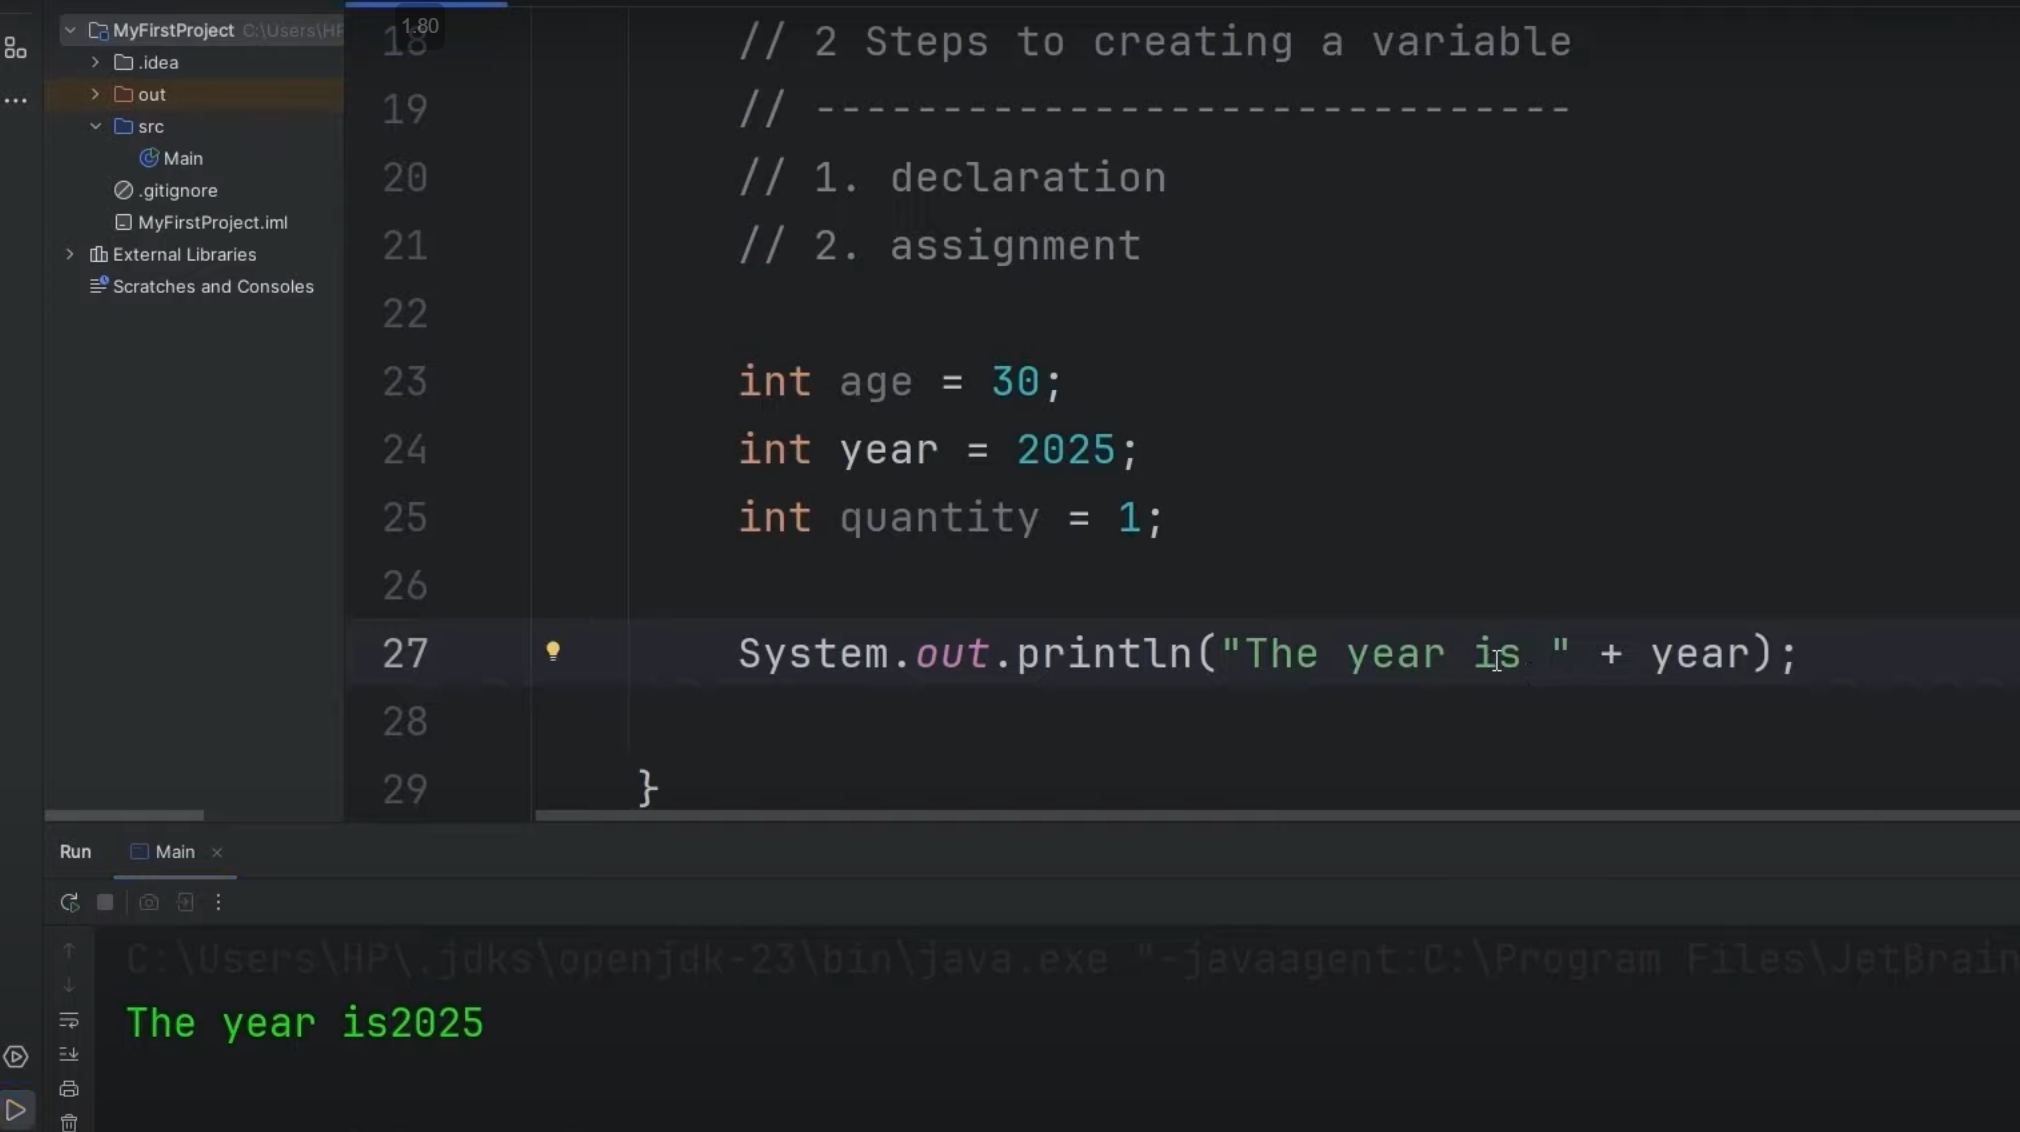 1.80
MyFirstProject C:\Users\HP
.idea
out
src
Main
.gitignore
MyFirstProject.iml
External Libraries
Scratches and Consoles
18 // 2 Steps to creating a variable
19 // ------------------------------
20 // 1. declaration
21 // 2. assignment
22
23 int age = 30;
24 int year = 2025;
25 int quantity = 1;
26
27 System.out.println("The year is " + year);
28
29 }
Run Main
C:\Users\HP\.jdks\openjdk-23\bin\java.exe "-javaagent:C:\Program Files\JetBrain
The year is2025